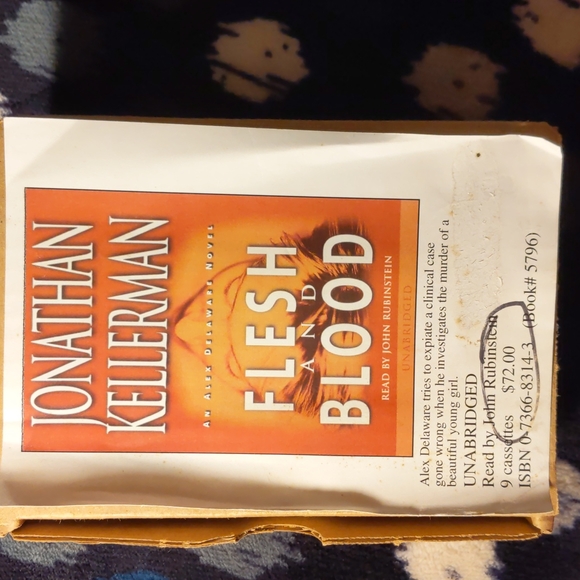 JONATHAN
KELLERMAN
AN ALEX DELAWARE NOVEL
FLESH
AND
BLOOD
READ BY JOHN RUBINSTEIN
UNABRIDGED
Alex Delaware tries to expiate a clinical case
gone wrong when he investigates the murder of a
beautiful young girl.
UNABRIDGED
Read by John Rubinstein
9 cassettes $72.00
ISBN 0-7366-8314-3 (Book# 5796)